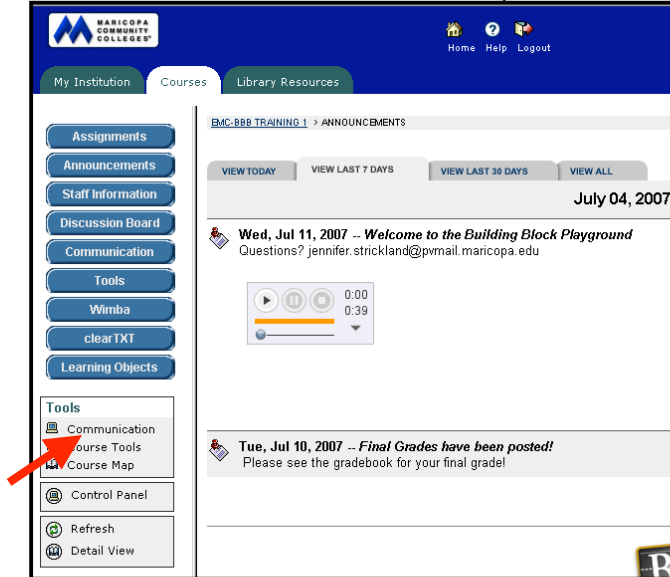 MARICOPA
COMMUNITY
COLLEGES®
Home Help Logout
My Institution Courses Library Resources
EMC-BBB TRAINING 1 > ANNOUNCEMENTS
Assignments
Announcements
Staff Information
Discussion Board
Communication
Tools
Wimba
clearTXT
Learning Objects
VIEW TODAY VIEW LAST 7 DAYS VIEW LAST 30 DAYS VIEW ALL
July 04, 2007
Wed, Jul 11, 2007 -- Welcome to the Building Block Playground
Questions? jennifer.strickland@pvmail.maricopa.edu
0:00
0:39
Tools
Communication
Course Tools
Course Map
Control Panel
Refresh
Detail View
Tue, Jul 10, 2007 -- Final Grades have been posted!
Please see the gradebook for your final grade!